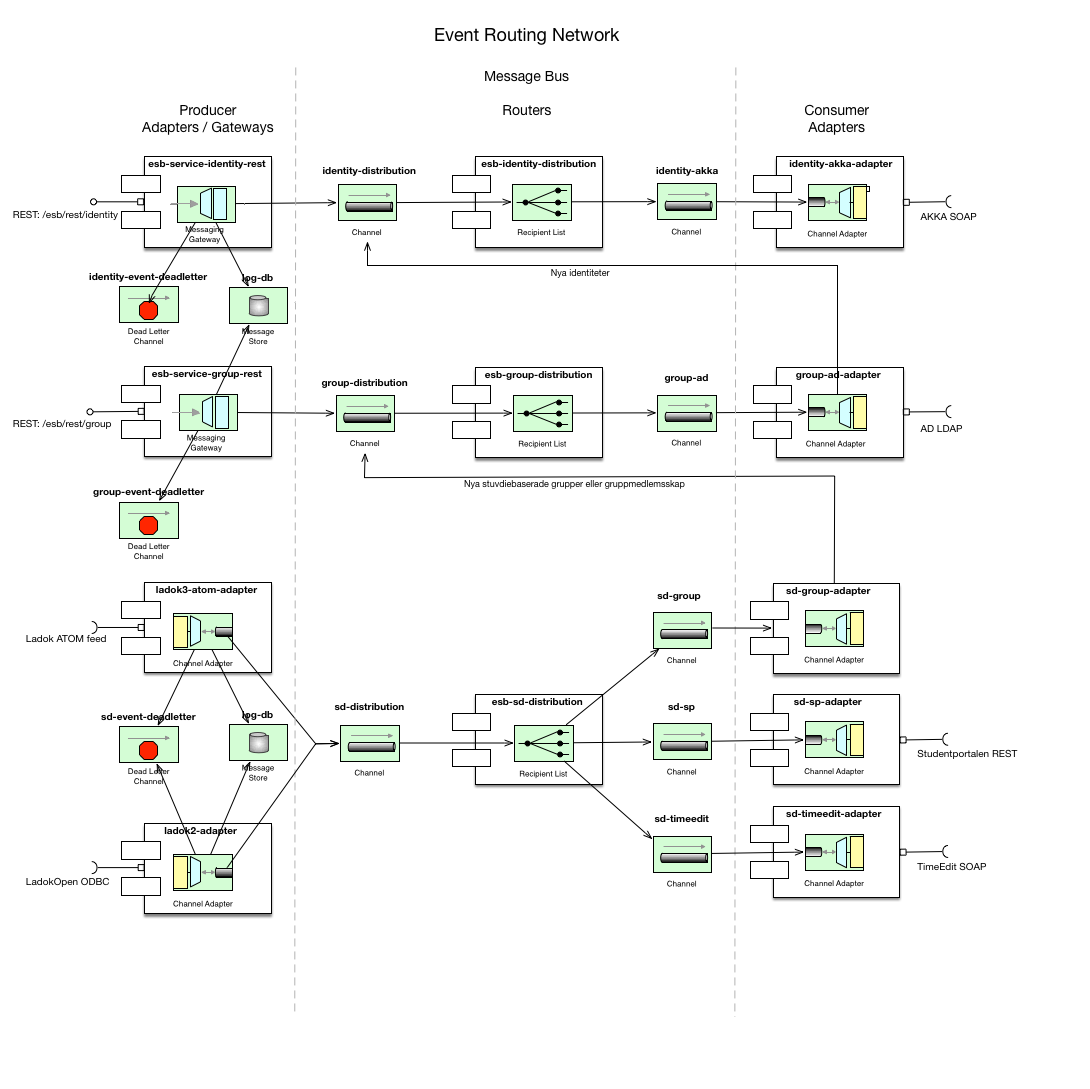 Event Routing Network
Message Bus
Producer
Adapters / Gateways
Routers
Consumer
Adapters
esb-service-identity-rest
identity-distribution
esb-identity-distribution
identity-akka
identity-akka-adapter
REST: /esb/rest/identity
Messaging
Gateway
Channel
Recipient List
Channel
Channel Adapter
AKKA SOAP
Nya identiteter
identity-event-deadletter
log-db
Dead Letter
Channel
Message
Store
esb-service-group-rest
group-distribution
esb-group-distribution
group-ad
group-ad-adapter
REST: /esb/rest/group
Messaging
Gateway
Channel
Recipient List
Channel
Channel Adapter
AD LDAP
Nya stuvdiebaserade grupper eller gruppmedlemsskap
group-event-deadletter
Dead Letter
Channel
ladok3-atom-adapter
sd-group
sd-group-adapter
Ladok ATOM feed
Channel Adapter
Channel
Channel Adapter
sd-event-deadletter
log-db
sd-distribution
esb-sd-distribution
sd-sp
sd-sp-adapter
Dead Letter
Channel
Message
Store
Channel
Recipient List
Channel
Channel Adapter
Studentportalen REST
ladok2-adapter
sd-timeedit
sd-timeedit-adapter
LadokOpen ODBC
Channel Adapter
Channel
Channel Adapter
TimeEdit SOAP